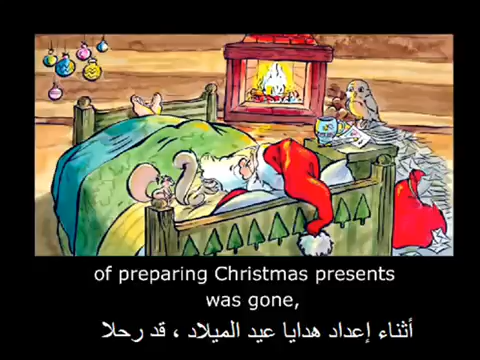 of preparing Christmas presents
was gone,
أثناء إعداد هدايا عيد الميلاد ، قد رحلا